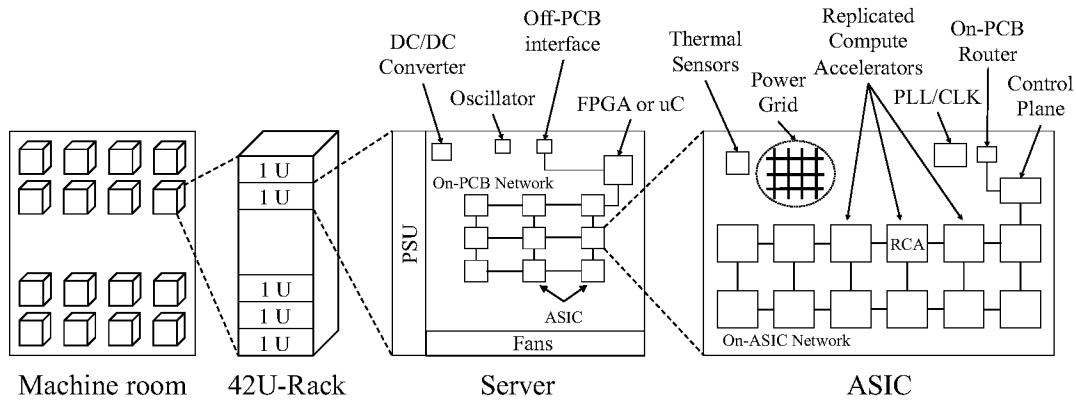 DC/DC
Converter
Oscillator
Off-PCB
interface
FPGA or uC
Thermal
Sensors
Power
Grid
Replicated
Compute
Accelerators
PLL/CLK
On-PCB
Router
Control
Plane
1 U
1 U
1 U
1 U
1 U
PSU
On-PCB Network
ASIC
Fans
RCA
On-ASIC Network
Machine room
42U-Rack
Server
ASIC